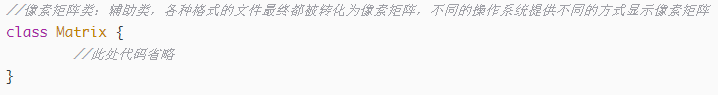 //像素矩阵类：辅助类，各种格式的文件最终都被转化为像素矩阵，不同的操作系统提供不同的方式显示像素矩阵
class Matrix {
//此处代码省略
}